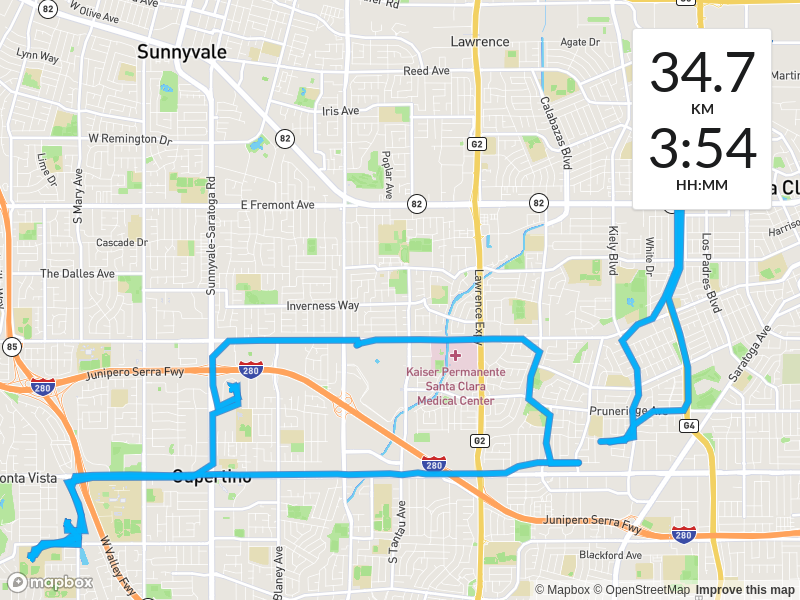 82
W Olive Ave
Sunnyvale
Lawrence
Agate Dr
Lynn Way
Reed Ave
S Mary Ave
Iris Ave
Calabazas Blvd
34.7
KM
3:54
HH:MM
W Remington Dr
82
G2
Lime Dr
Poplar Ave
Sunnyvale-Saratoga Rd
E Fremont Ave
82
82
Cascade Dr
Kiely Blvd
White Dr
Los Padres Blvd
The Dalles Ave
Lawrence Expy
Inverness Way
85
Saratoga Ave
280
Junipero Serra Fwy
280
Kaiser Permanente
Santa Clara
Medical Center
Pruneridge Ave
G4
G2
280
Cupertino
S Tantau Ave
Junipero Serra Fwy
280
W Valley Fwy
Blaney Ave
Blackford Ave
mapbox
© Mapbox © OpenStreetMap Improve this map